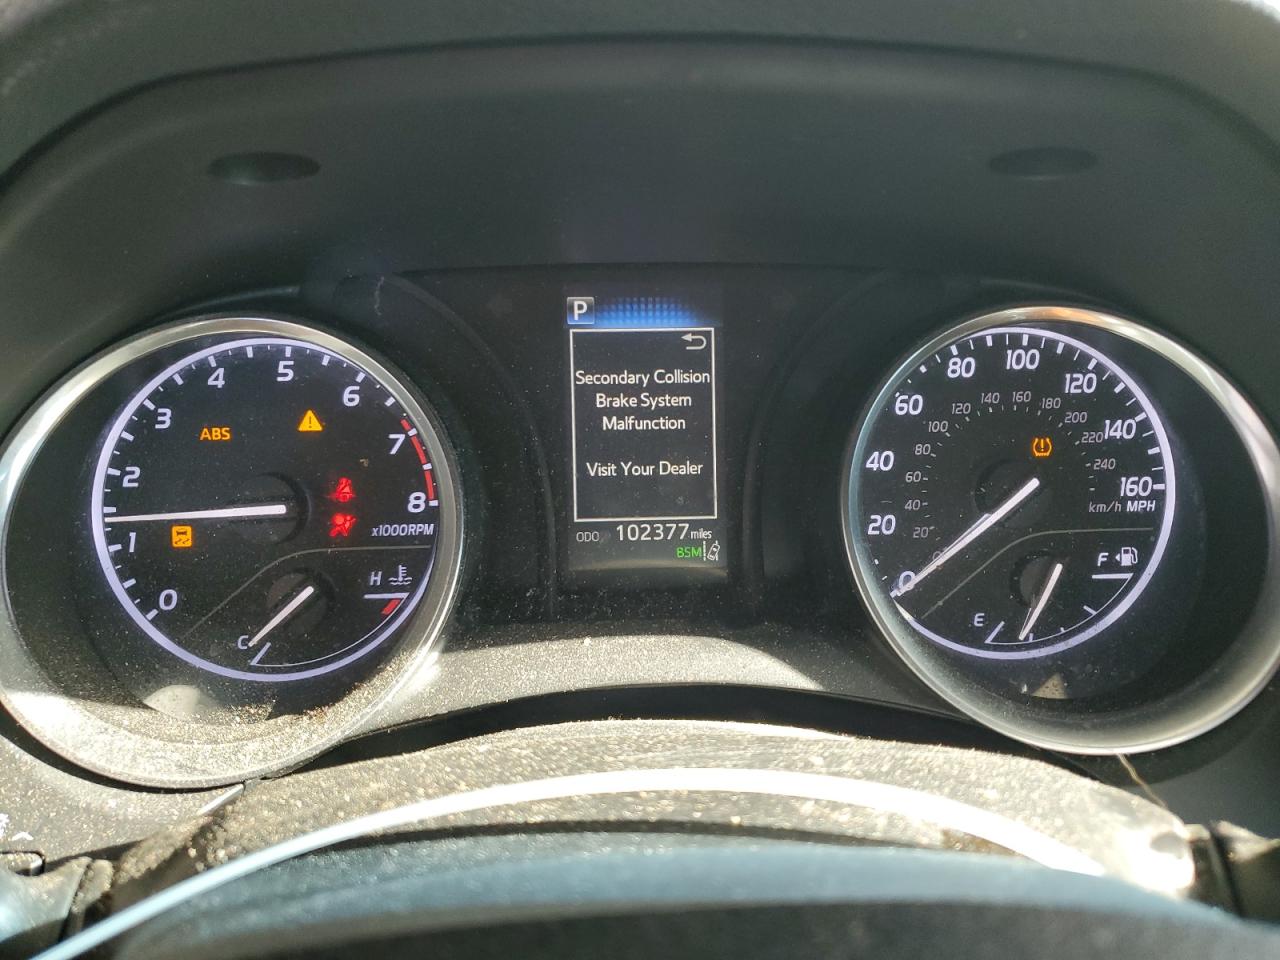 0
1
2
3
4
5
6
7
8
x1000RPM
ABS
H
C
P
Secondary Collision
Brake System
Malfunction
Visit Your Dealer
ODO 102377 miles
BSM
0
20
40
60
80
100
120
140
160
20
40
60
80
100
120
140
160
180
200
220
240
km/h MPH
F
E